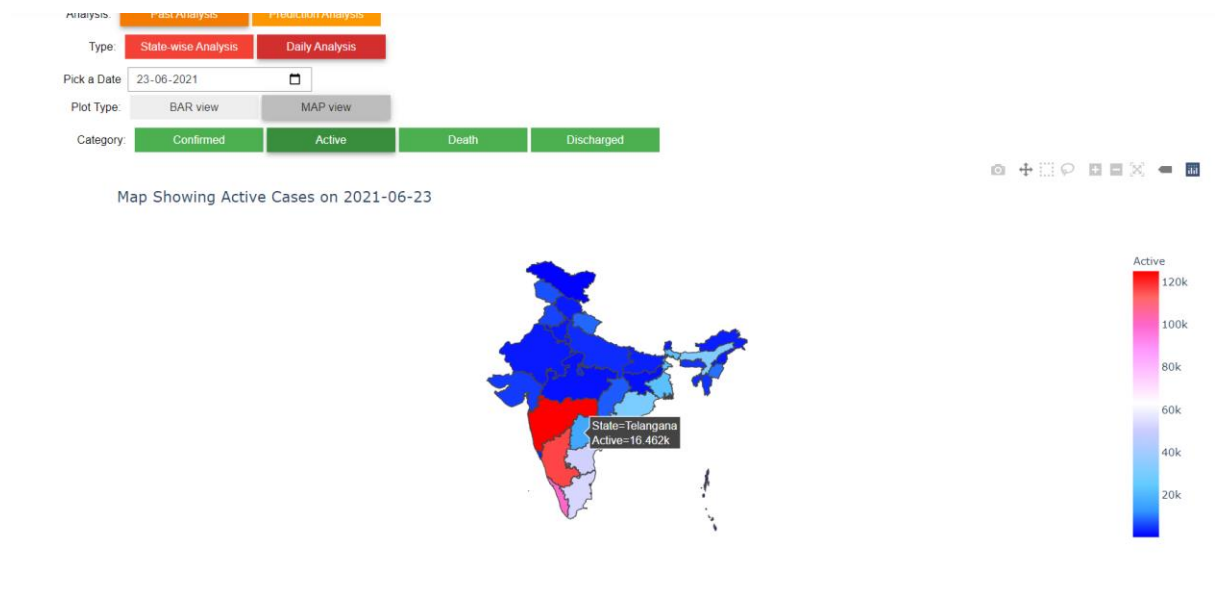 Analysis: Past Analysis Prediction Analysis
Type: State-wise Analysis Daily Analysis
Pick a Date 23-06-2021
Plot Type: BAR view MAP view
Category: Confirmed Active Death Discharged
Map Showing Active Cases on 2021-06-23
Active
120k
100k
80k
60k
40k
20k
State=Telangana
Active=16.462k